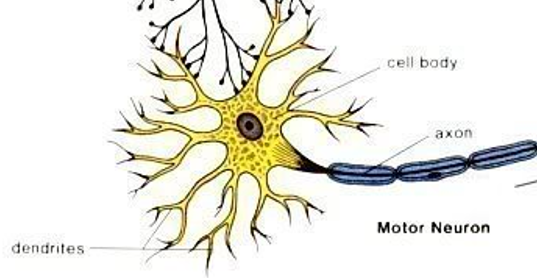 cell body
axon
Motor Neuron
dendrites